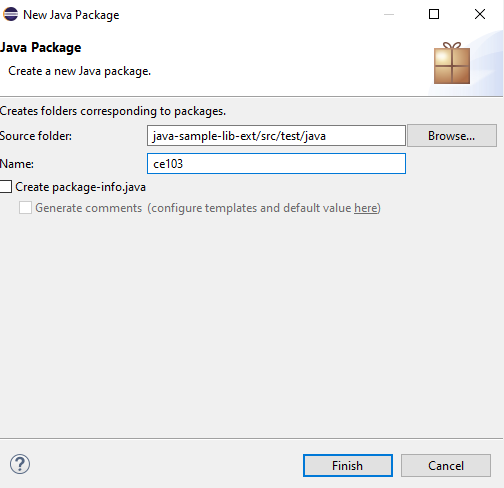 New Java Package
Java Package
Create a new Java package.
Creates folders corresponding to packages.
Source folder: java-sample-lib-ext/src/test/java Browse...
Name: ce103
Create package-info.java
Generate comments (configure templates and default value here)
? Finish Cancel